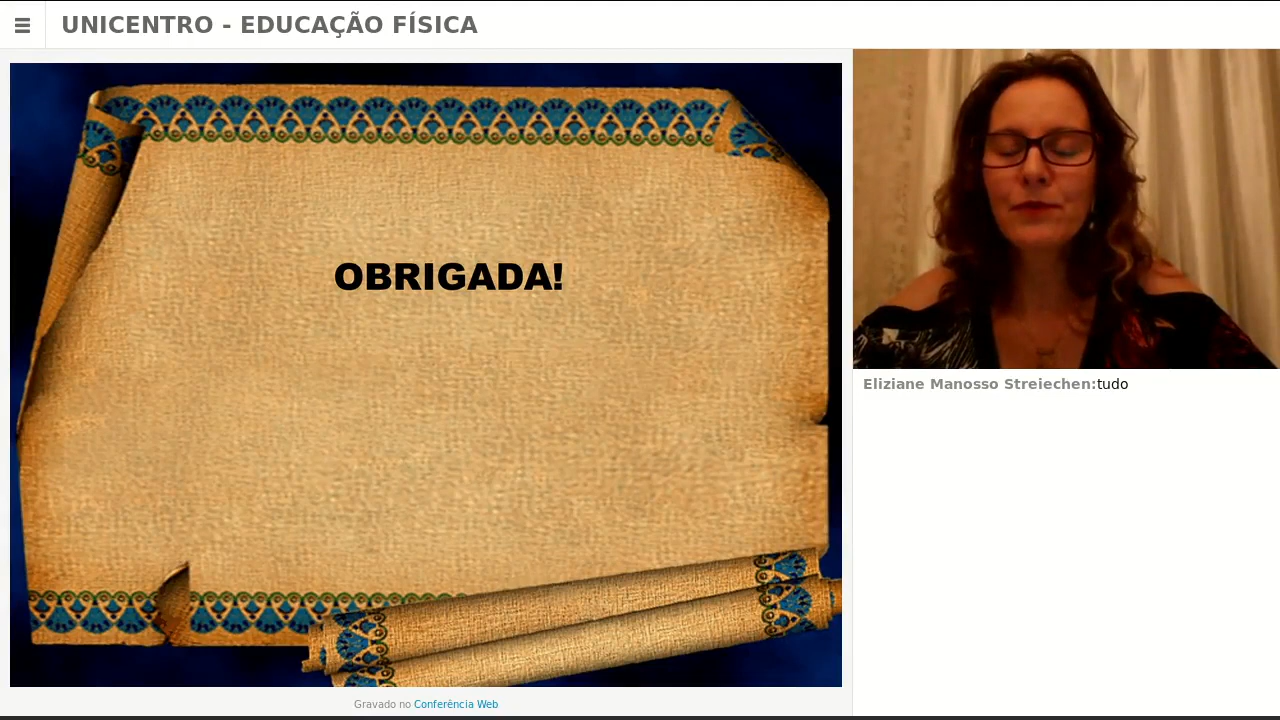 UNICENTRO - EDUCAÇÃO FÍSICA
OBRIGADA!
Eliziane Manosso Streiechen:tudo
Gravado no Conferência Web